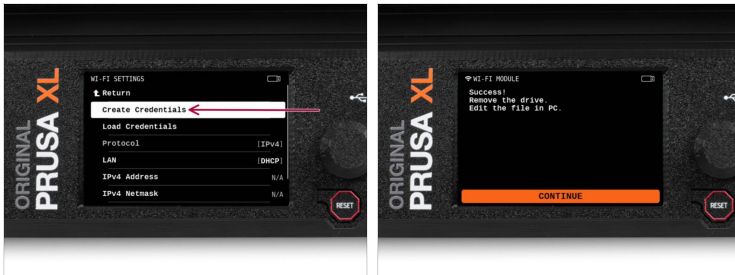 ORIGINAL
PRUSA XL
WI-FI SETTINGS
Return
Create Credentials
Load Credentials
Protocol [IPv4]
LAN [DHCP]
IPv4 Address N/A
IPv4 Netmask N/A
RESET
ORIGINAL
PRUSA XL
WI-FI MODULE
Success!
Remove the drive.
Edit the file in PC.
CONTINUE
RESET